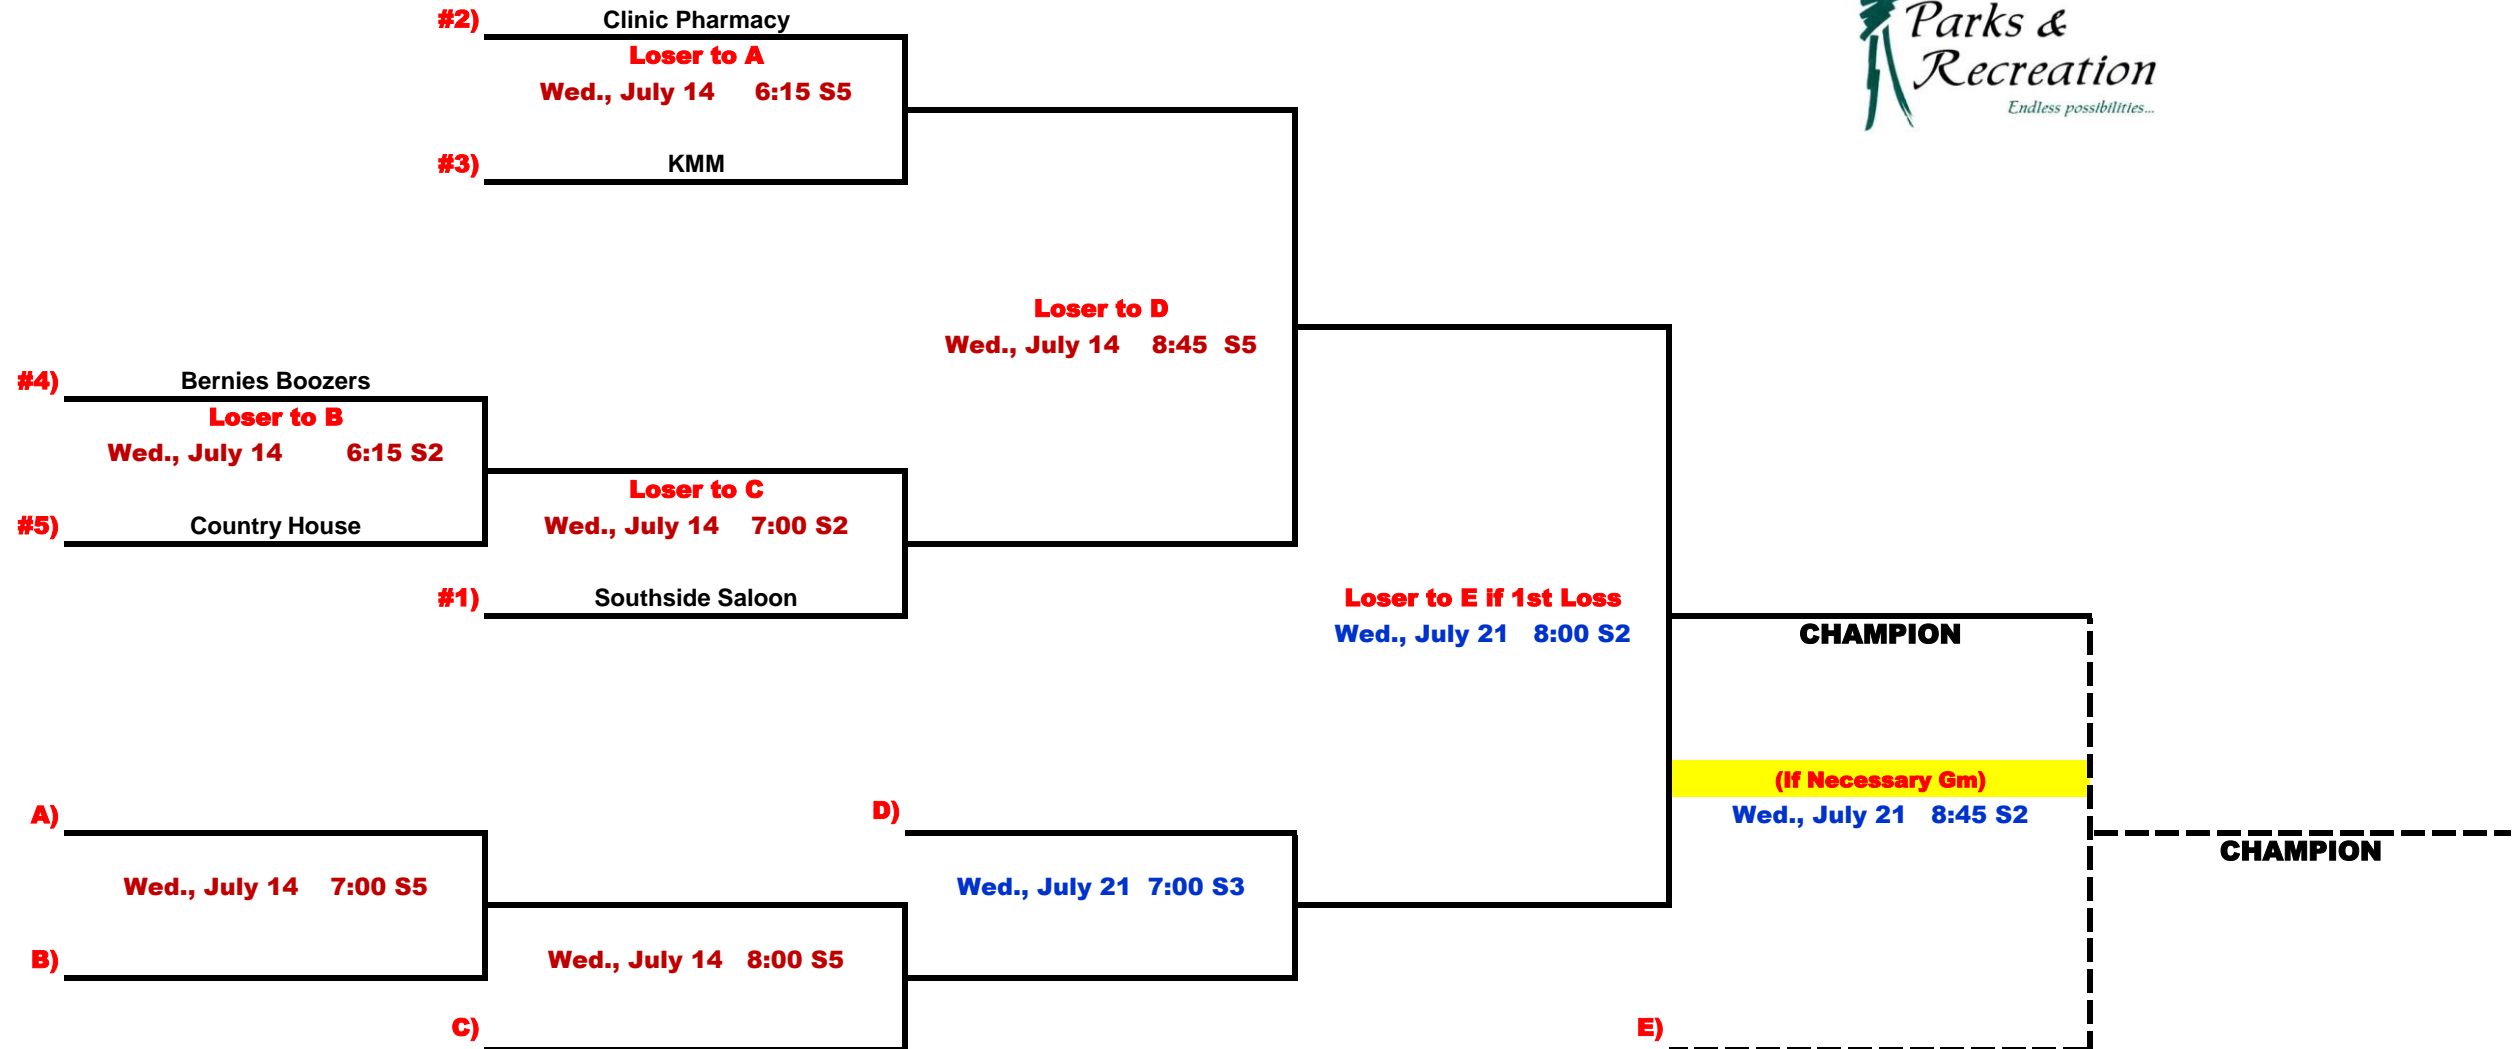 #2) Clinic Pharmacy
Loser to A
Wed., July 14 6:15 S5
#3) KMM
Parks &
Recreation
Endless possibilities...
Loser to D
Wed., July 14 8:45 S5
#4) Bernies Boozers
Loser to B
Wed., July 14 6:15 S2
#5) Country House
Loser to C
Wed., July 14 7:00 S2
#1) Southside Saloon
Loser to E if 1st Loss
Wed., July 21 8:00 S2
CHAMPION
(If Necessary Gm)
Wed., July 21 8:45 S2
CHAMPION
A)
Wed., July 14 7:00 S5
B)
D)
Wed., July 21 7:00 S3
Wed., July 14 8:00 S5
C)
E)